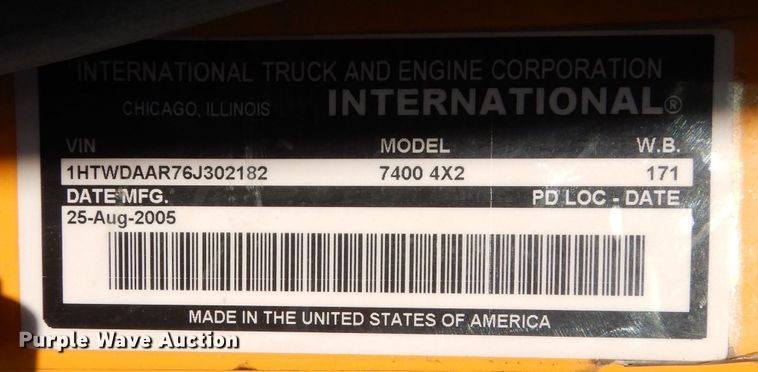 INTERNATIONAL TRUCK AND ENGINE CORPORATION
CHICAGO, ILLINOIS INTERNATIONAL®
VIN MODEL W.B.
1HTWDAAR76J302182 7400 4X2 171
DATE MFG. PD LOC - DATE
25-Aug-2005
MADE IN THE UNITED STATES OF AMERICA
Purple Wave Auction